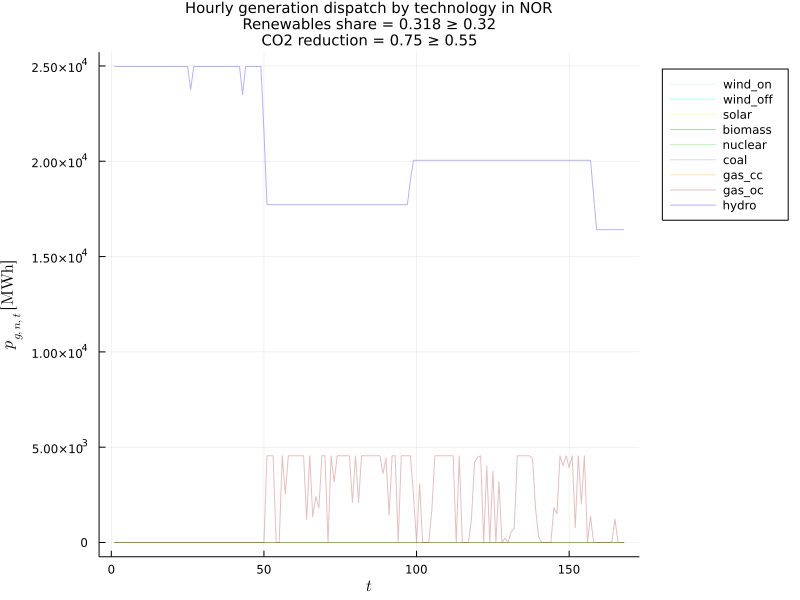 Hourly generation dispatch by technology in NOR
Renewables share = 0.318 ≥ 0.32
CO2 reduction = 0.75 ≥ 0.55
2.50×10⁴
2.00×10⁴
1.50×10⁴
1.00×10⁴
5.00×10³
0
p_{g,n,t} [MWh]
0 50 100 150
t
wind_on
wind_off
solar
biomass
nuclear
coal
gas_cc
gas_oc
hydro